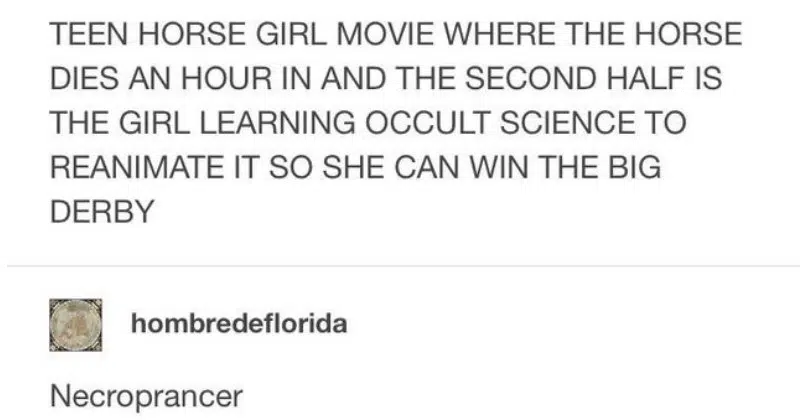 TEEN HORSE GIRL MOVIE WHERE THE HORSE
DIES AN HOUR IN AND THE SECOND HALF IS
THE GIRL LEARNING OCCULT SCIENCE TO
REANIMATE IT SO SHE CAN WIN THE BIG
DERBY
hombredeflorida
Necroprancer